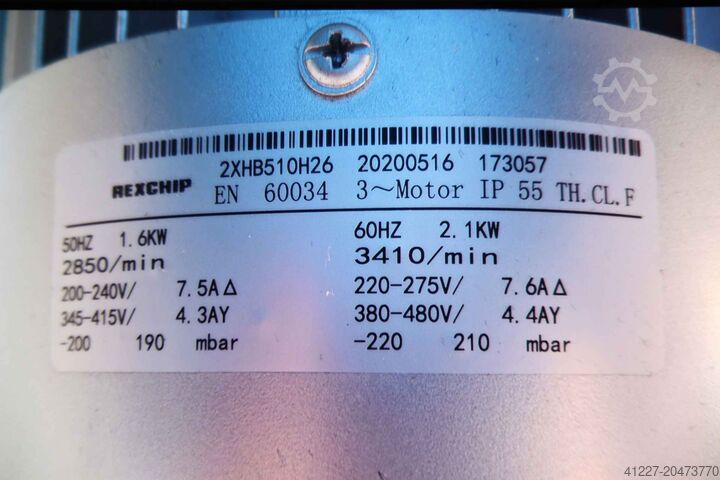 2XHB510H26 20200516 173057
REXCHIP EN 60034 3~Motor IP 55 TH.CL.F
50HZ 1.6KW 60HZ 2.1KW
2850/min 3410/min
200-240V/ 7.5A∆ 220-275V/ 7.6A∆
345-415V/ 4.3AY 380-480V/ 4.4AY
-200 190 mbar -220 210 mbar
41227-20473770